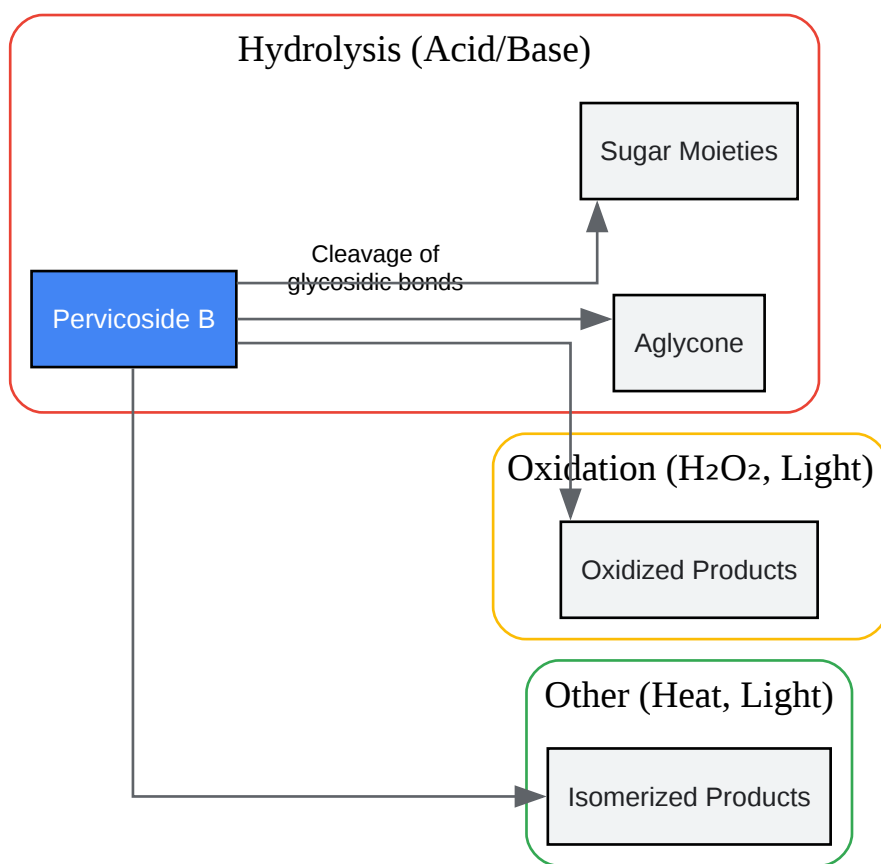 Hydrolysis (Acid/Base)
Sugar Moieties
Cleavage of
glycosidic bonds
Pervicoside B
Aglycone
Oxidation (H₂O₂, Light)
Oxidized Products
Other (Heat, Light)
Isomerized Products